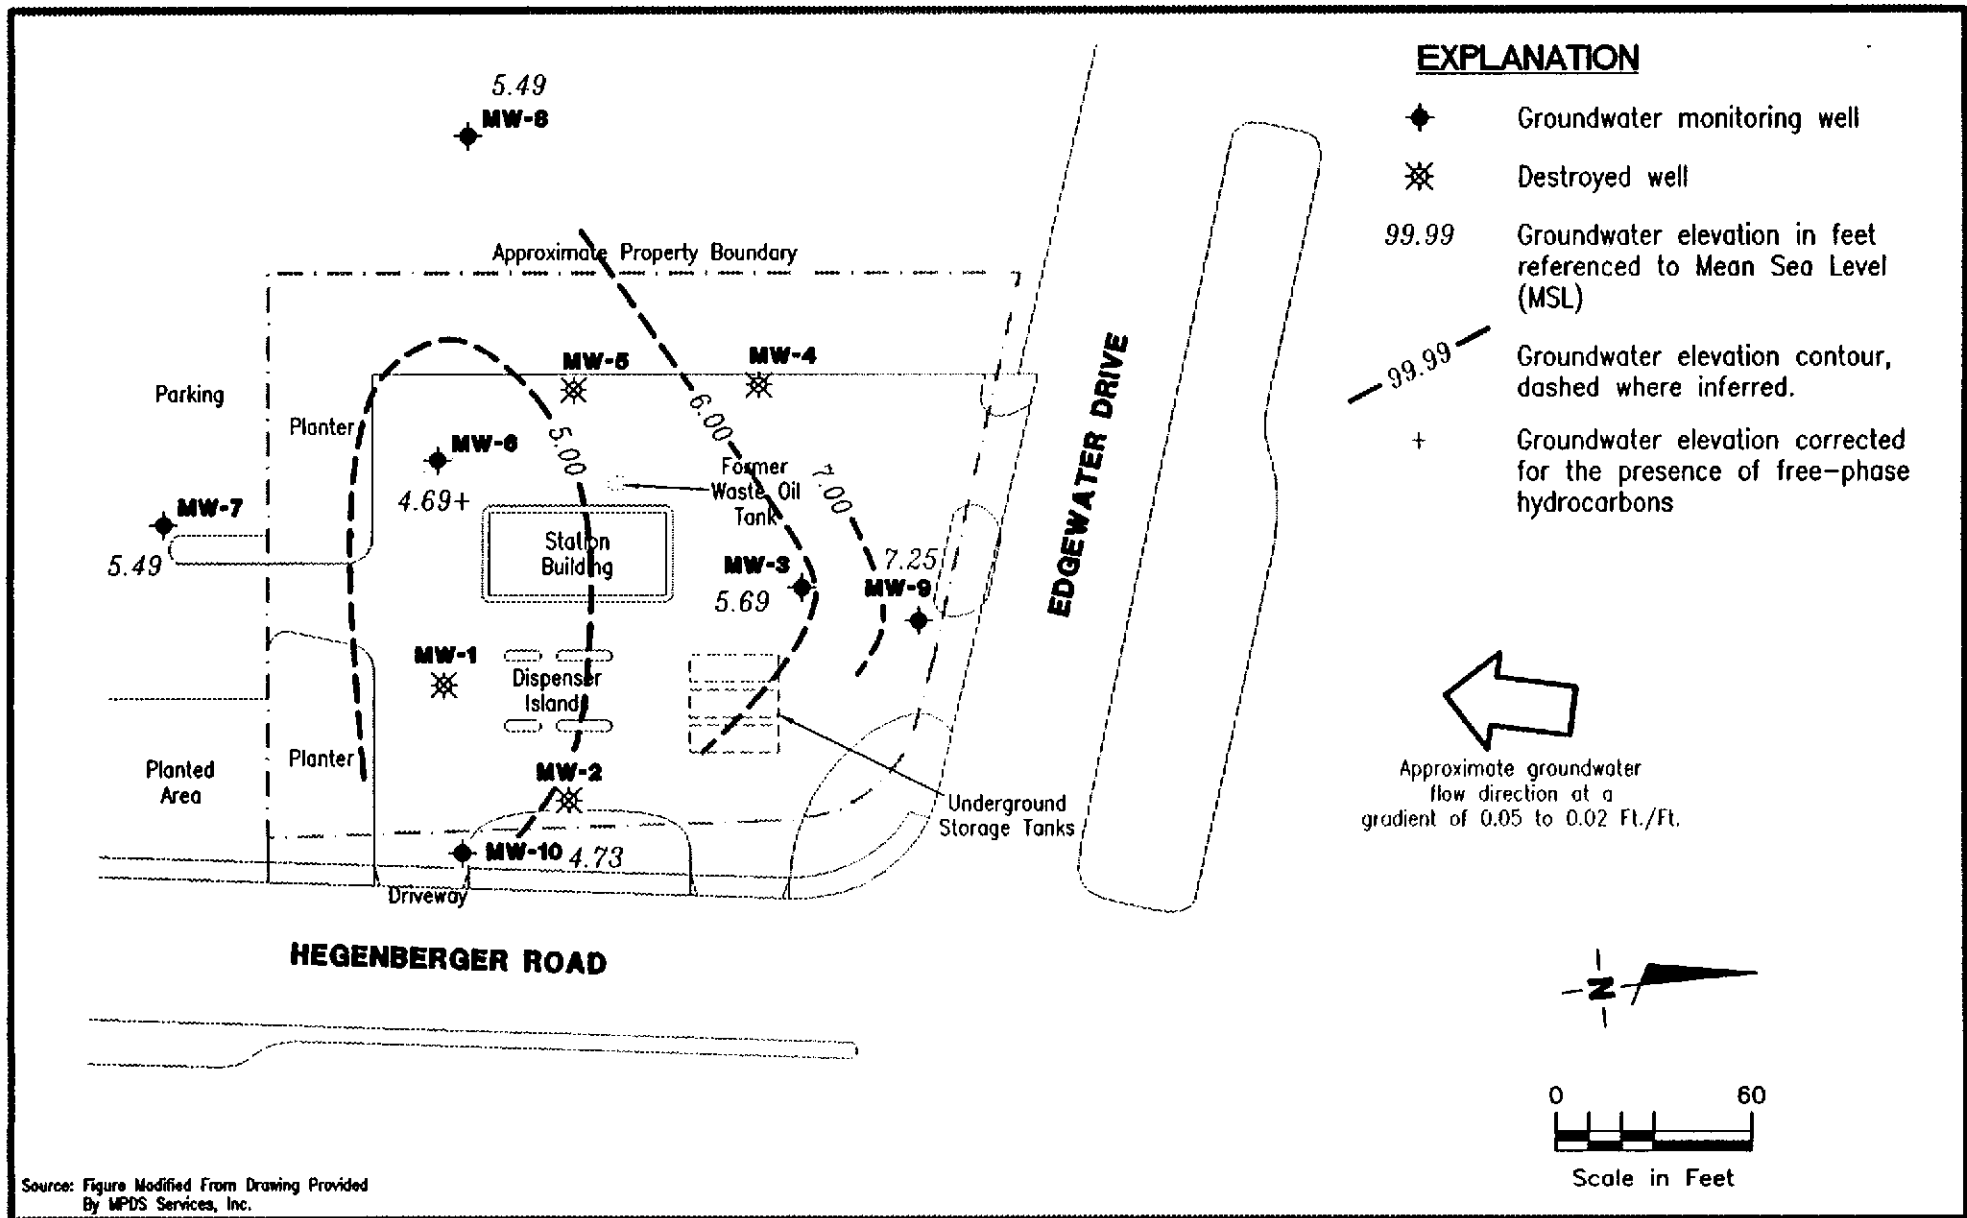 EXPLANATION
Groundwater monitoring well
Destroyed well
99.99
Groundwater elevation in feet
referenced to Mean Sea Level
(MSL)
99.99
Groundwater elevation contour,
dashed where inferred.
+
Groundwater elevation corrected
for the presence of free-phase
hydrocarbons
5.49
MW-8
Approximate Property Boundary
MW-5
MW-4
Parking
Planter
6.00
5.00
7.00
MW-6
4.69+
Former
Waste Oil
Tank
MW-7
5.49
Station
Building
MW-3
5.69
7.25
MW-9
EDGEWATER DRIVE
MW-1
Dispenser
Island
Planter
Planted
Area
MW-2
Underground
Storage Tanks
MW-10
4.73
Driveway
HEGENBERGER ROAD
Approximate groundwater
flow direction at a
gradient of 0.05 to 0.02 Ft./Ft.
N
0 60
Scale in Feet
Source: Figure Modified From Drawing Provided
By MPDS Services, Inc.